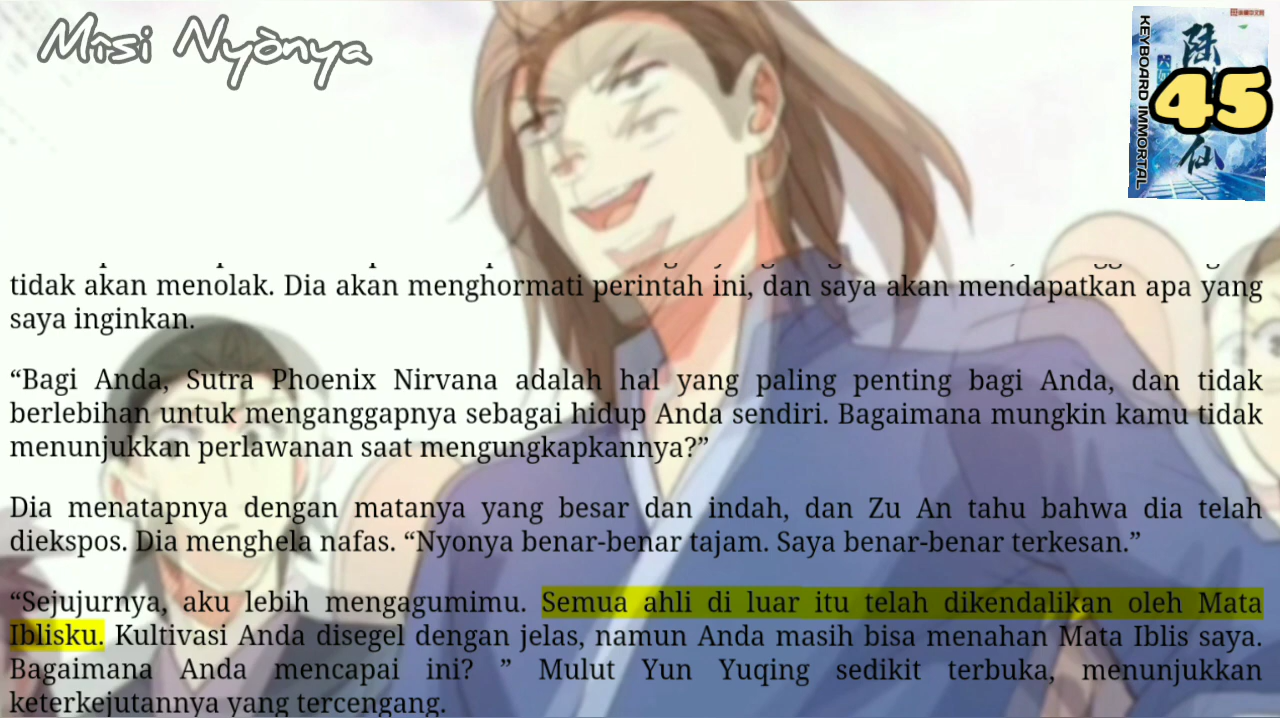 Misi Nyonya
KEYBOARD IMMORTAL
45
tidak akan menolak. Dia akan menghormati perintah ini, dan saya akan mendapatkan apa yang
saya inginkan.
“Bagi Anda, Sutra Phoenix Nirvana adalah hal yang paling penting bagi Anda, dan tidak
berlebihan untuk menganggapnya sebagai hidup Anda sendiri. Bagaimana mungkin kamu tidak
menunjukkan perlawanan saat mengungkapkannya?”
Dia menatapnya dengan matanya yang besar dan indah, dan Zu An tahu bahwa dia telah
diekspos. Dia menghela nafas. “Nyonya benar-benar tajam. Saya benar-benar terkesan.”
“Sejujurnya, aku lebih mengagumimu. Semua ahli di luar itu telah dikendalikan oleh Mata
Iblisku. Kultivasi Anda disegel dengan jelas, namun Anda masih bisa menahan Mata Iblis saya.
Bagaimana Anda mencapai ini? ” Mulut Yun Yuqing sedikit terbuka, menunjukkan
keterkejutannya yang tercengang.